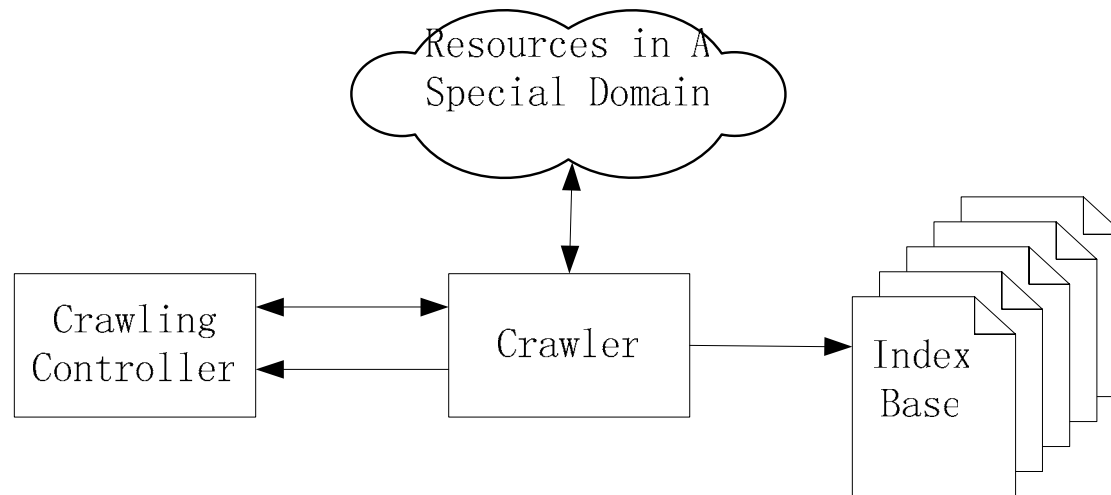 Resources in A
Special Domain
Crawling
Controller
Crawler
Index
Base